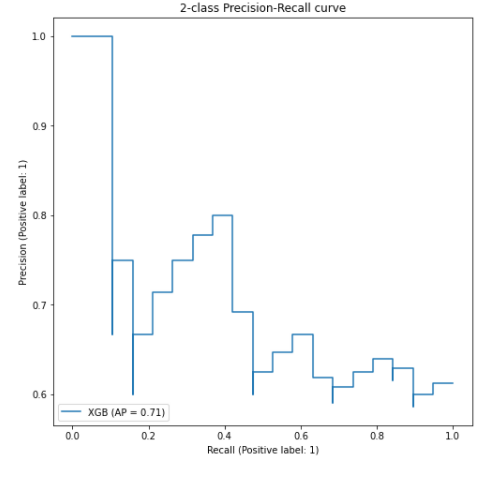 2-class Precision-Recall curve
1.0
0.9
0.8
0.7
0.6
Precision (Positive label: 1)
XGB (AP = 0.71)
0.0 0.2 0.4 0.6 0.8 1.0
Recall (Positive label: 1)